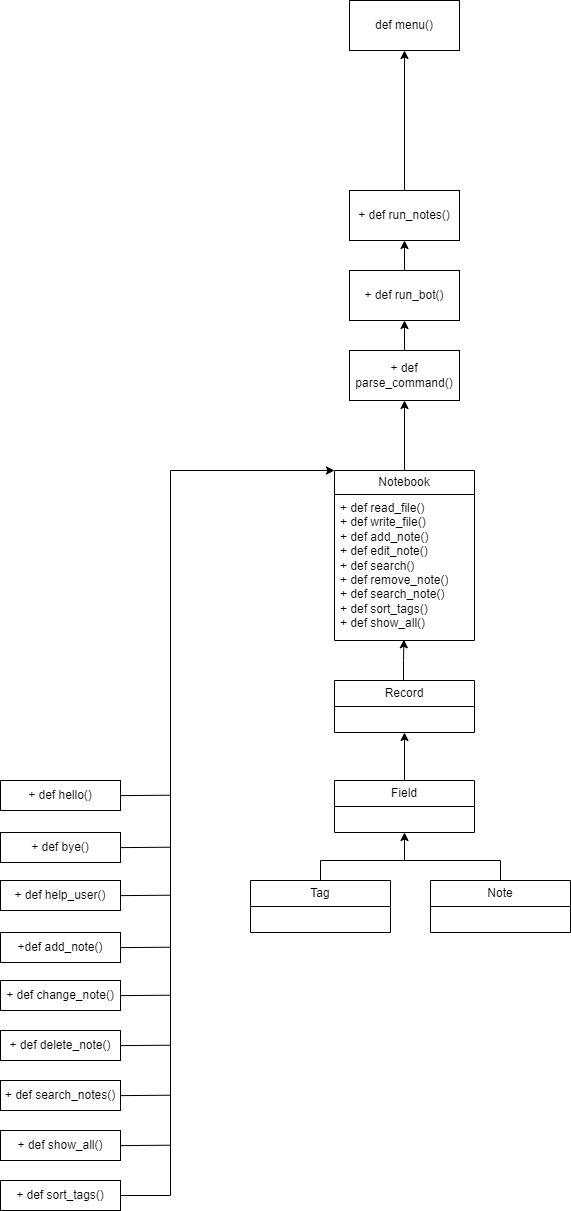 def menu()
+ def run_notes()
+ def run_bot()
+ def
parse_command()
Notebook
+ def read_file()
+ def write_file()
+ def add_note()
+ def edit_note()
+ def search()
+ def remove_note()
+ def search_note()
+ def sort_tags()
+ def show_all()
Record
Field
Tag
Note
+ def hello()
+ def bye()
+ def help_user()
+def add_note()
+ def change_note()
+ def delete_note()
+ def search_notes()
+ def show_all()
+ def sort_tags()